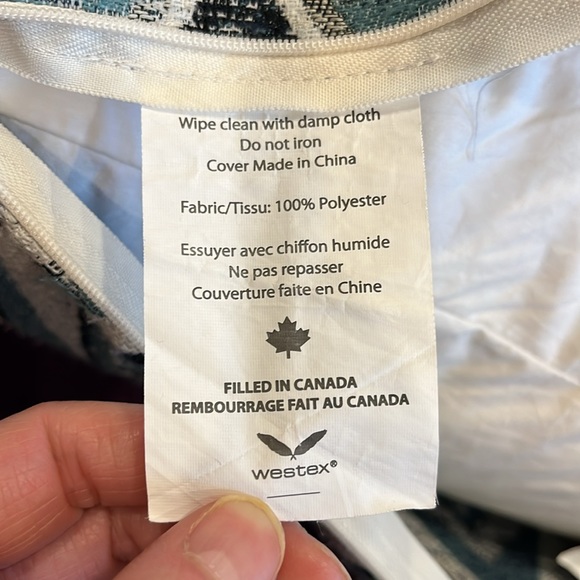 Wipe clean with damp cloth
Do not iron
Cover Made in China
Fabric/Tissu: 100% Polyester
Essuyer avec chiffon humide
Ne pas repasser
Couverture faite en Chine
FILLED IN CANADA
REMBOURRAGE FAIT AU CANADA
westex®